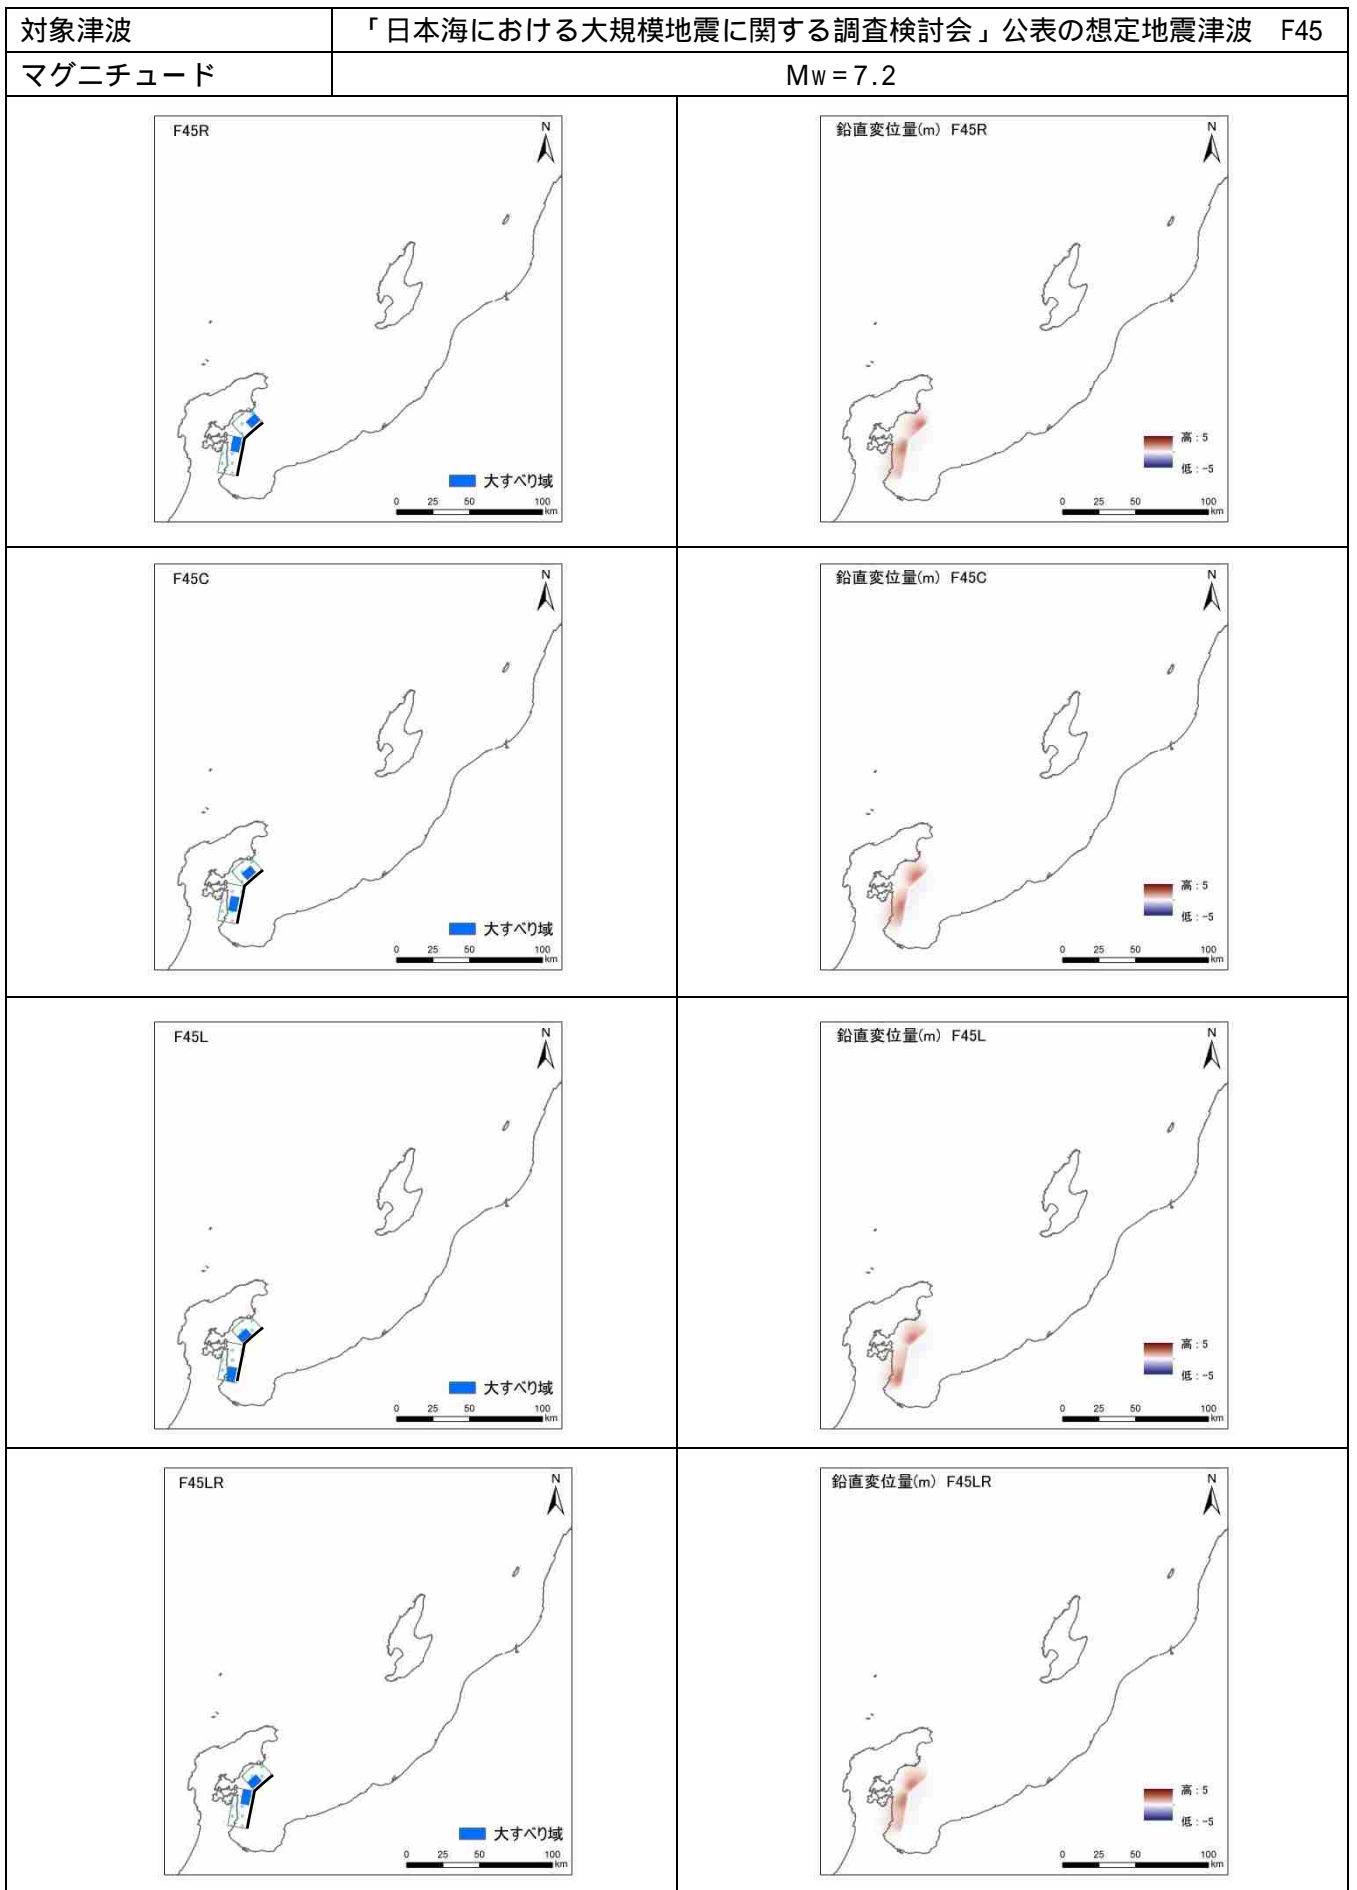 対象津波
「日本海における大規模地震に関する調査検討会」公表の想定地震津波　F45
マグニチュード
Mw=7.2
F45R
N
大すべり域
0 25 50 100
km
鉛直変位量(m) F45R
N
高 : 5
低 : -5
0 25 50 100
km
F45C
N
大すべり域
0 25 50 100
km
鉛直変位量(m) F45C
N
高 : 5
低 : -5
0 25 50 100
km
F45L
N
大すべり域
0 25 50 100
km
鉛直変位量(m) F45L
N
高 : 5
低 : -5
0 25 50 100
km
F45LR
N
大すべり域
0 25 50 100
km
鉛直変位量(m) F45LR
N
高 : 5
低 : -5
0 25 50 100
km